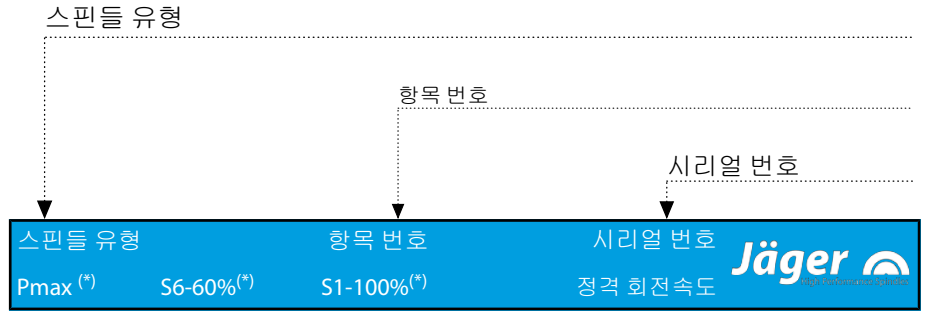 스핀들 유형
항목 번호
시리얼 번호
스핀들 유형 항목 번호 시리얼 번호
Jäger
Pmax (*) S6-60%(*) S1-100%(*) 정격 회전속도